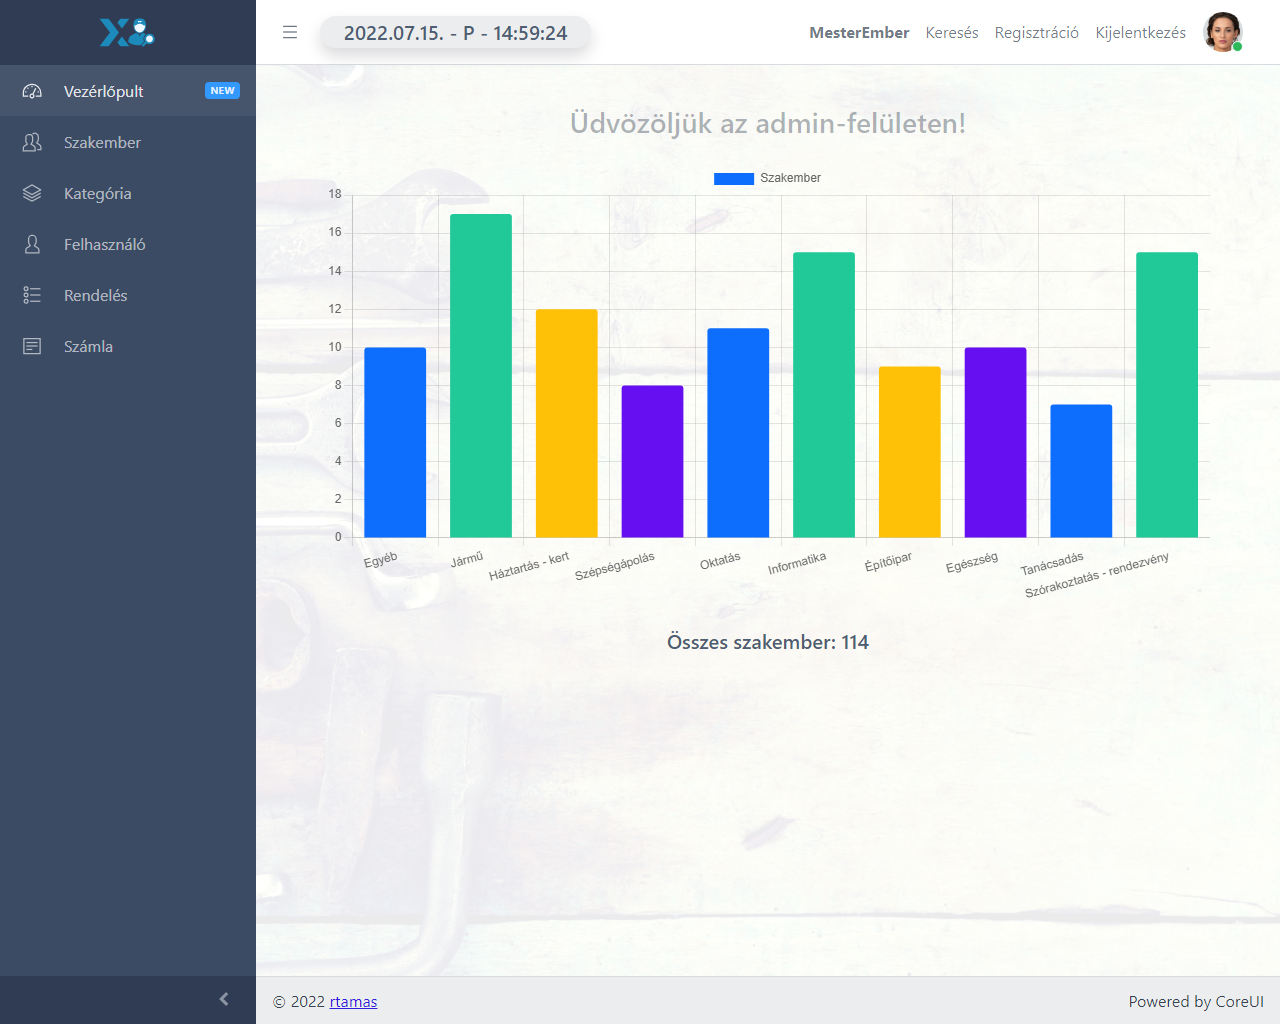 2022.07.15. - P - 14:59:24
MesterEmber Keresés Regisztráció Kijelentkezés
Vezérlőpult NEW
Szakember
Kategória
Felhasználó
Rendelés
Számla
Üdvözöljük az admin-felületen!
Szakember
18
16
14
12
10
8
6
4
2
0
Egyéb
Jármű
Háztartás - kert
Szépségápolás
Oktatás
Informatika
Építőipar
Egészség
Tanácsadás
Szórakoztatás - rendezvény
Összes szakember: 114
© 2022 rtamas
Powered by CoreUI